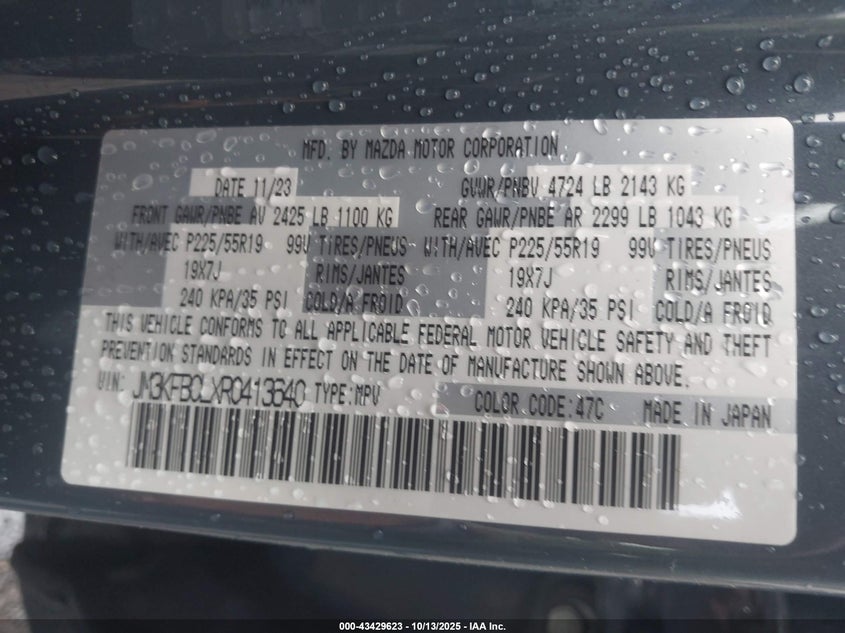 MFD. BY MAZDA MOTOR CORPORATION
DATE 11/23 GVWR/PNBV 4724 LB 2143 KG
FRONT GAWR/PNBE AV 2425 LB 1100 KG REAR GAWR/PNBE AR 2299 LB 1043 KG
WITH/AVEC P225/55R19 99V TIRES/PNEUS WITH/AVEC P225/55R19 99V TIRES/PNEUS
19X7J RIMS/JANTES 19X7J RIMS/JANTES
240 KPA/35 PSI COLD/A FROID 240 KPA/35 PSI COLD/A FROID
THIS VEHICLE CONFORMS TO ALL APPLICABLE FEDERAL MOTOR VEHICLE SAFETY AND THEFT
PREVENTION STANDARDS IN EFFECT ON THE DATE OF MANUFACTURE SHOWN ABOVE.
VIN: JM3KFBCLXR0413640 TYPE:MPV COLOR CODE:47C MADE IN JAPAN
000-43429623 - 10/13/2025 - IAA Inc.